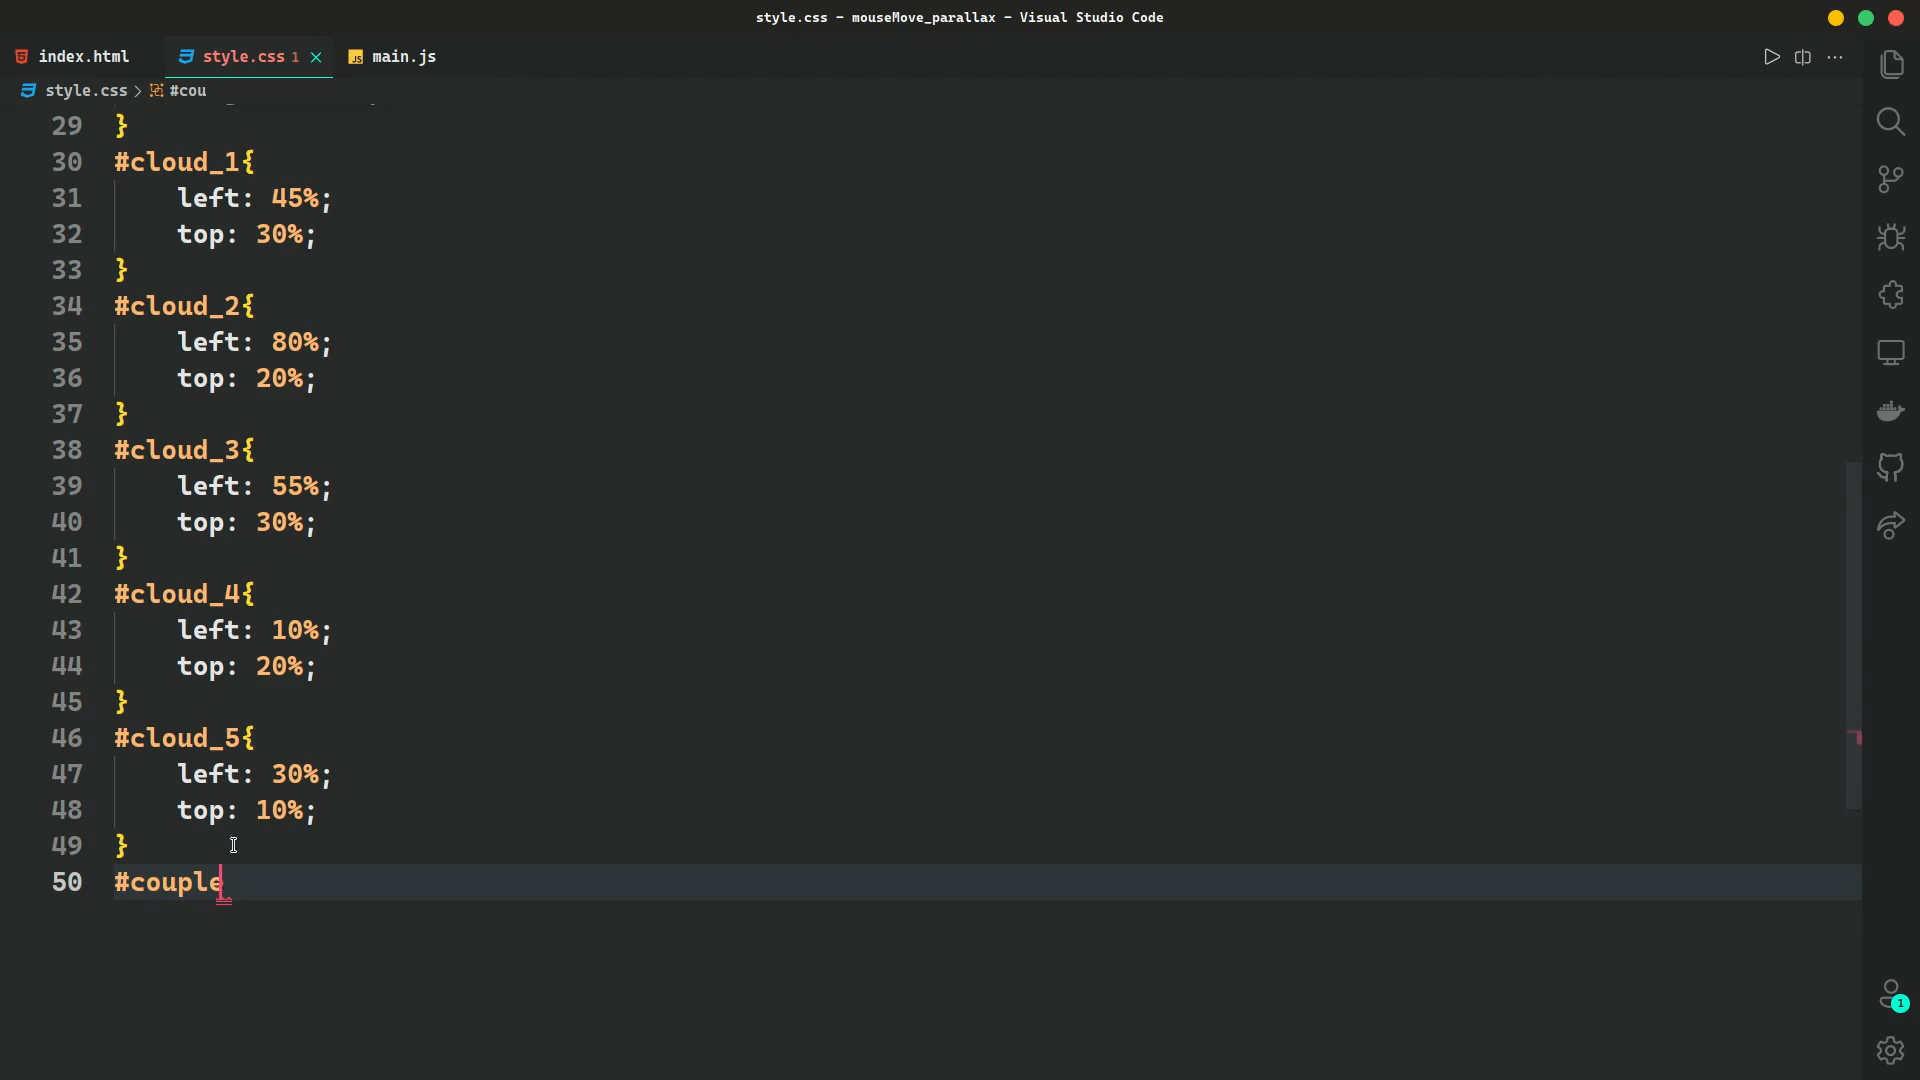 style.css - mouseMove_parallax - Visual Studio Code
index.html
style.css 1
JS main.js
style.css > #cou
29 }
30 #cloud_1{
31 left: 45%;
32 top: 30%;
33 }
34 #cloud_2{
35 left: 80%;
36 top: 20%;
37 }
38 #cloud_3{
39 left: 55%;
40 top: 30%;
41 }
42 #cloud_4{
43 left: 10%;
44 top: 20%;
45 }
46 #cloud_5{
47 left: 30%;
48 top: 10%;
49 }
50 #couple
1